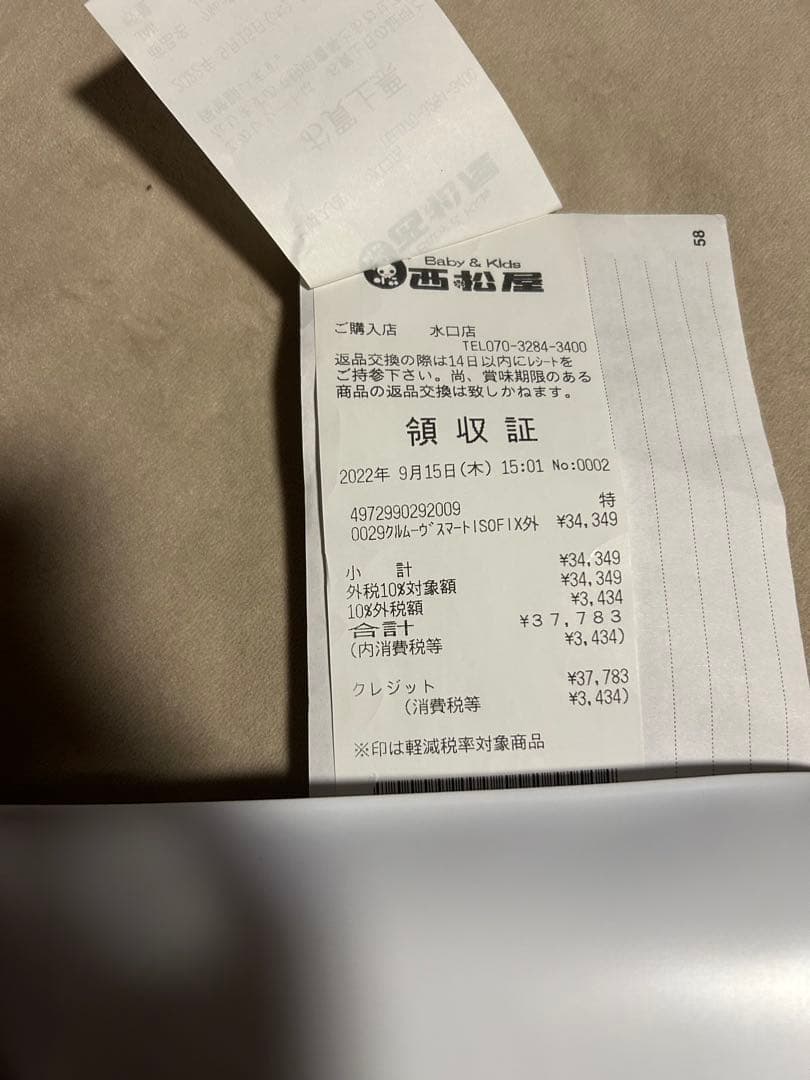 58
Baby & Kids
西松屋
ご購入店 水口店
TEL070-3284-3400
返品交換の際は14日以内にレシートを
ご持参下さい。尚、賞味期限のある
商品の返品交換は致しかねます。
領収証
2022年 9月15日(木) 15:01 No:0002
4972990292009 特
0029クルムーヴスマートISOFIX外 ¥34,349
小 計 ¥34,349
外税10%対象額 ¥34,349
10%外税額 ¥3,434
合計 ¥37,783
(内消費税等 ¥3,434)
クレジット ¥37,783
(消費税等 ¥3,434)
※印は軽減税率対象商品